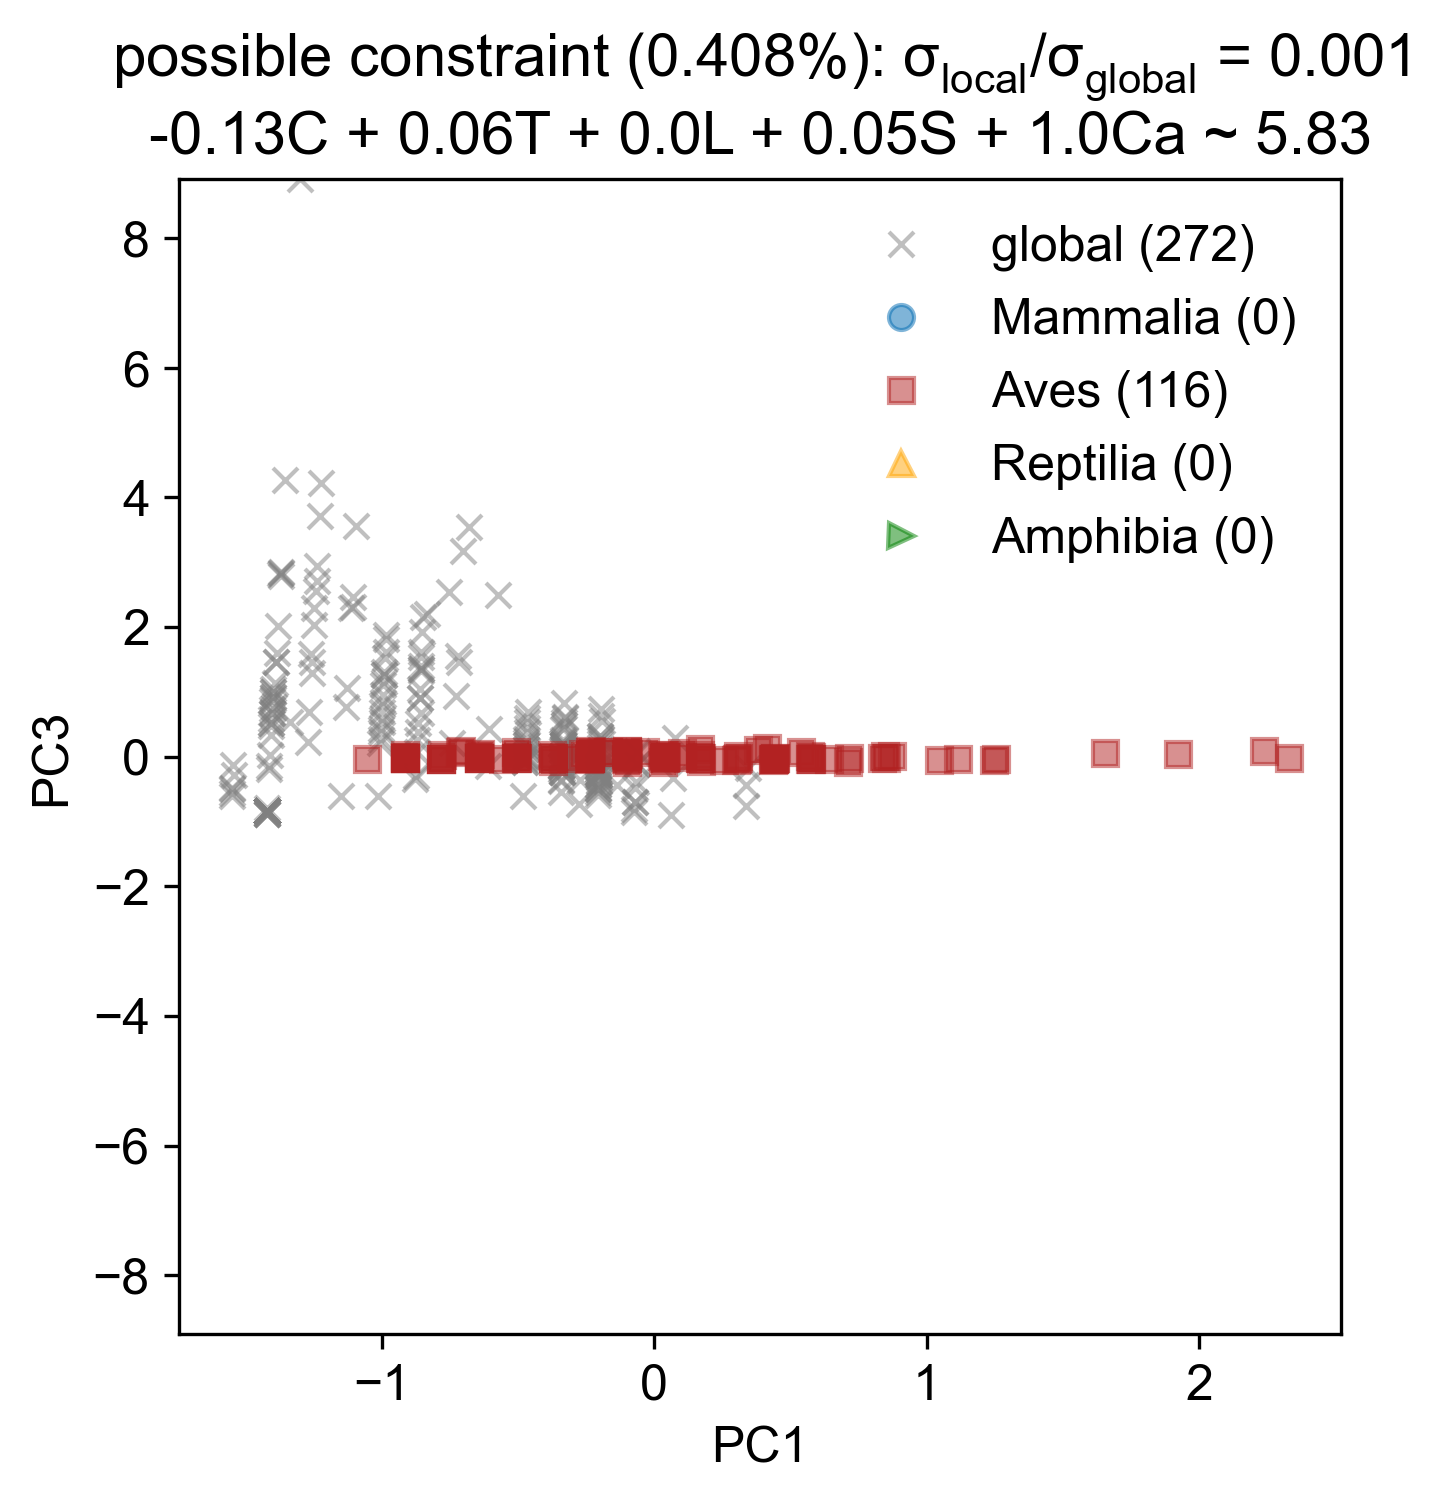 possible constraint (0.408%): σlocal/σglobal = 0.001
-0.13C + 0.06T + 0.0L + 0.05S + 1.0Ca ~ 5.83
global (272)
Mammalia (0)
Aves (116)
Reptilia (0)
Amphibia (0)
8
6
4
2
0
−2
−4
−6
−8
PC3
−1
0
1
2
PC1